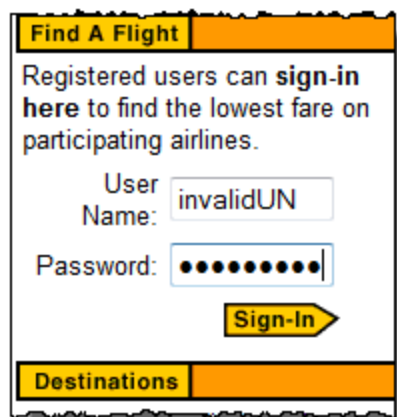 Find A Flight
Registered users can sign-in
here to find the lowest fare on
participating airlines.
User
Name:
invalidUN
Password:
●●●●●●●●●
Sign-In
Destinations